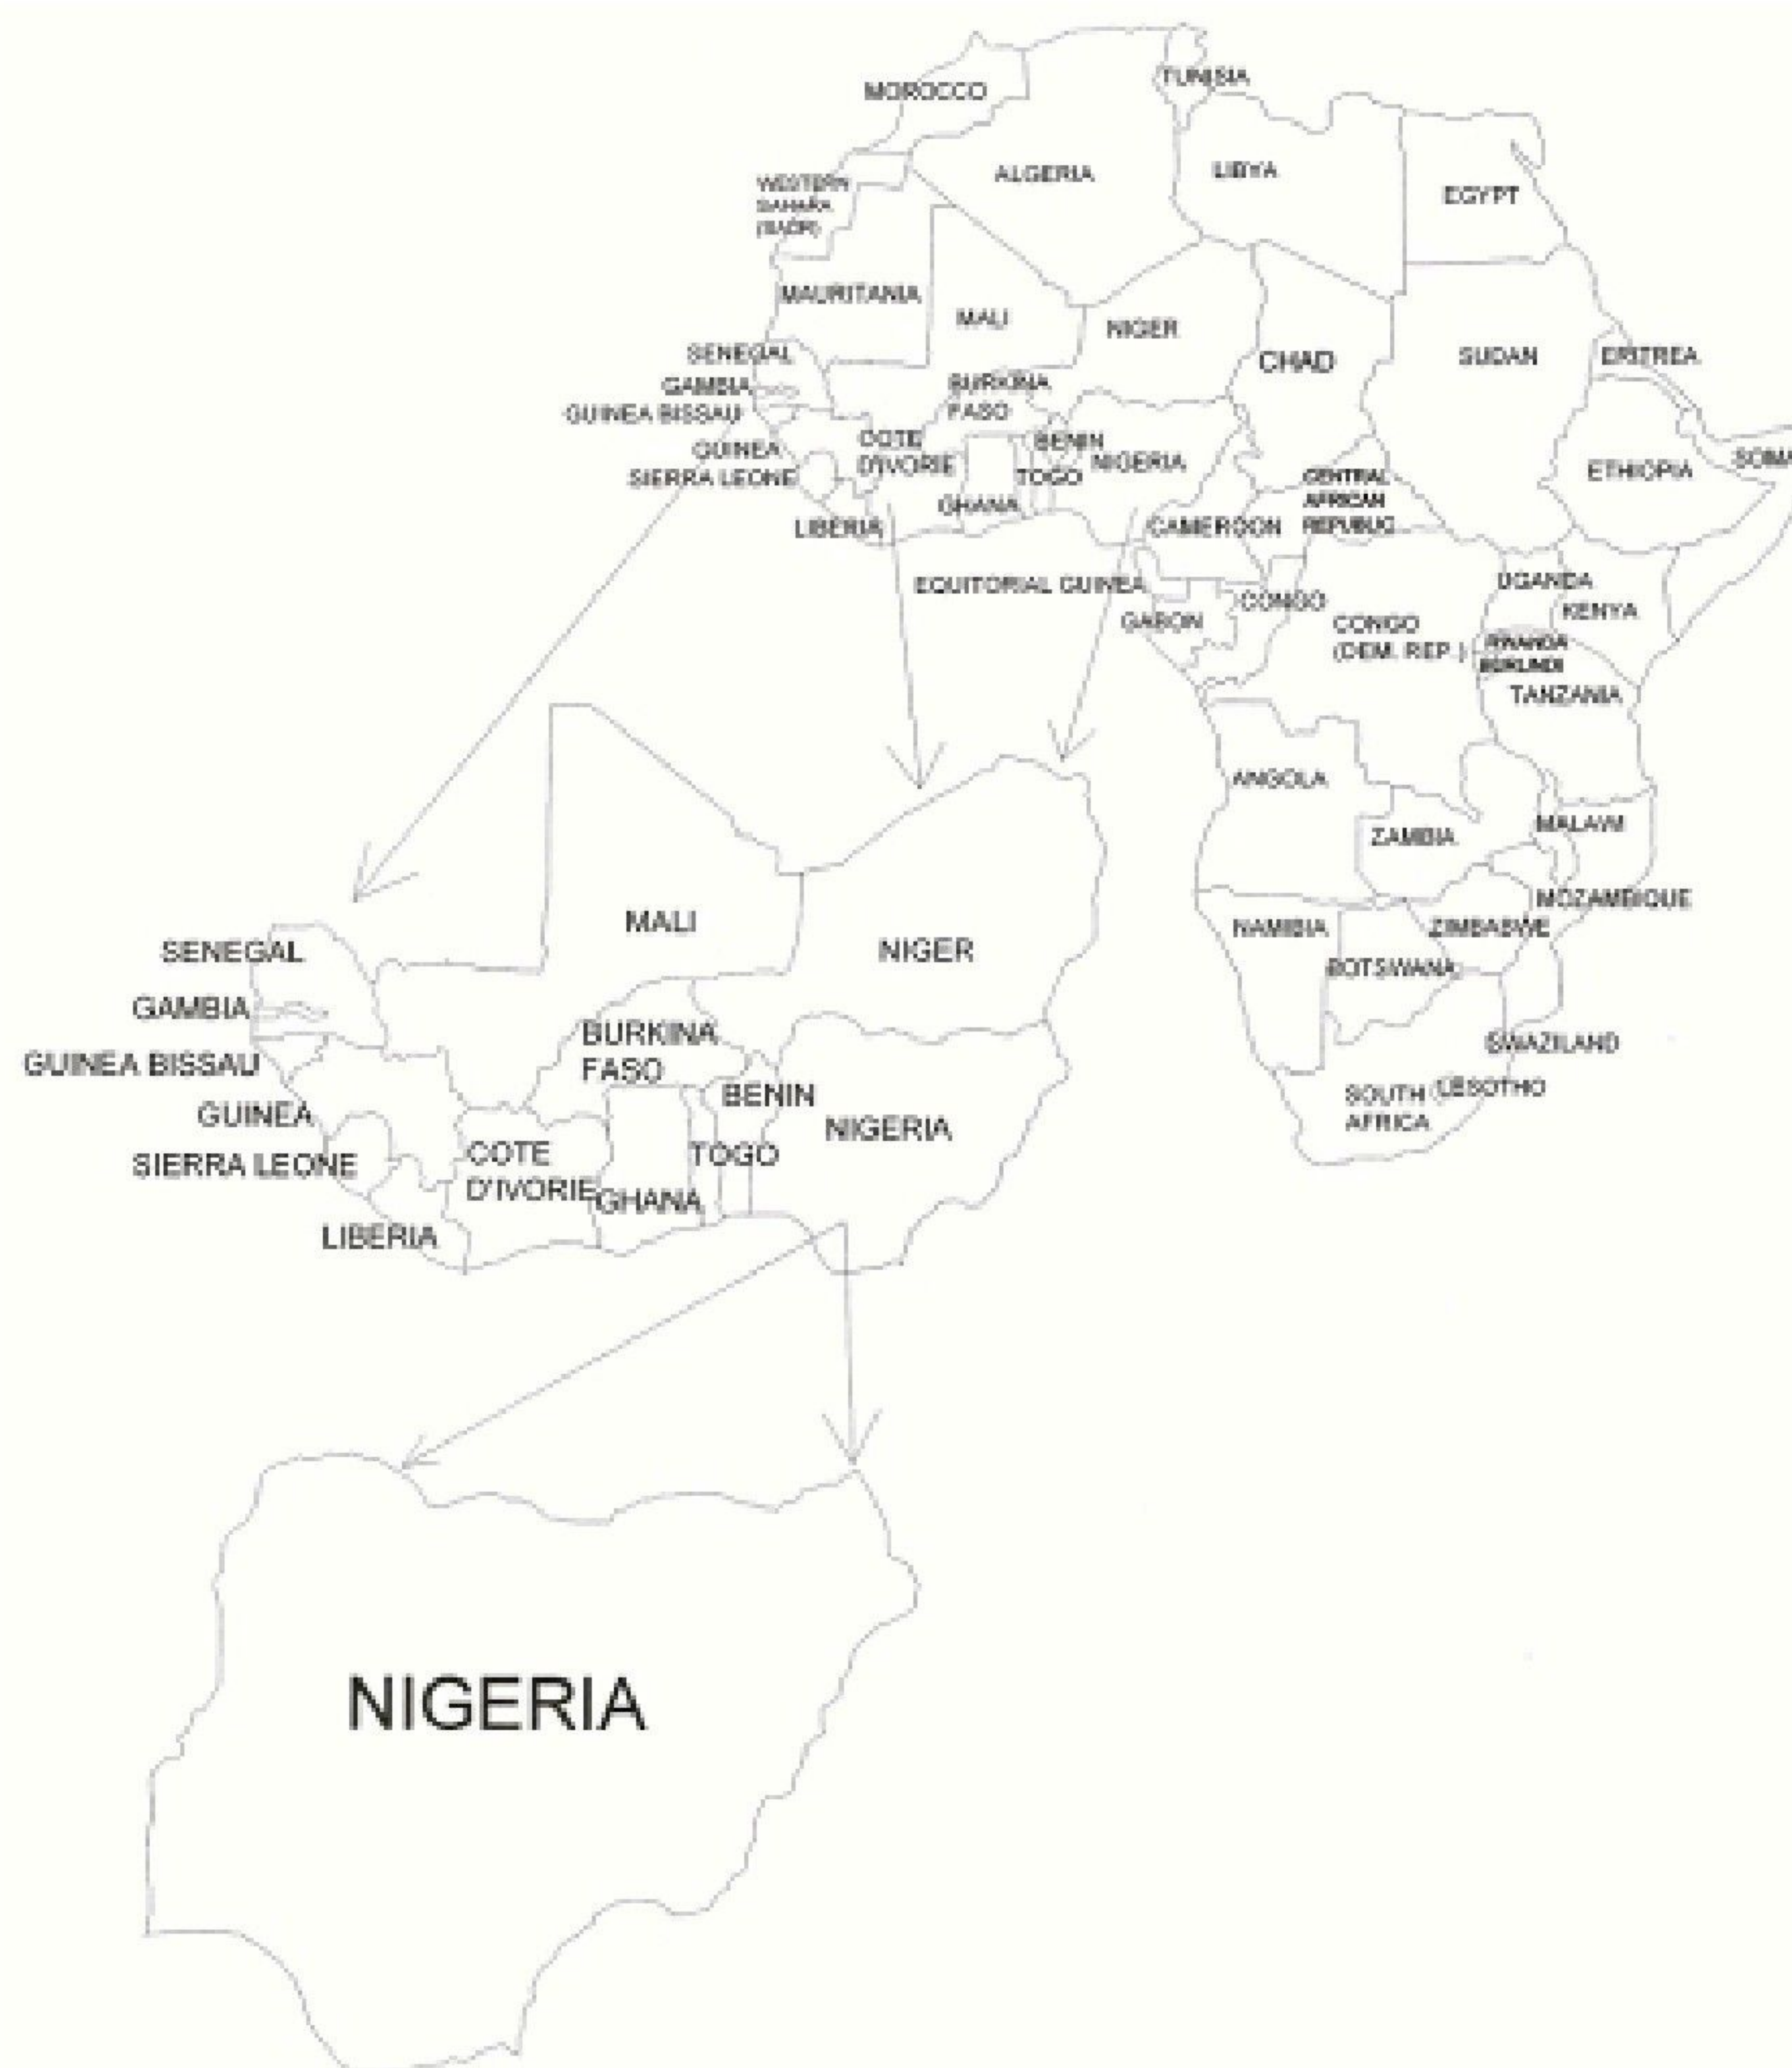 MOROCCO
TUNISIA
ALGERIA
LIBYA
EGYPT
WESTERN
SAHARA
(SADR)
MAURITANIA
MALI
NIGER
CHAD
SUDAN
ERITREA
SENEGAL
GAMBIA
GUINEA BISSAU
GUINEA
SIERRA LEONE
LIBERIA
COTE
D'IVORIE
BURKINA
FASO
GHANA
TOGO
BENIN
NIGERIA
CAMEROON
CENTRAL
AFRICAN
ETHIOPIA
SOMA
EQUITORIAL GUINEA
GABON
CONGO
CONGO
(DEM. REP.)
UGANDA
KENYA
RWANDA
BURUNDI
TANZANIA
ANGOLA
ZAMBIA
MOZAMBIQUE
NAMIBIA
ZIMBABWE
BOTSWANA
SWAZILAND
SOUTH
AFRICA
LESOTHO
MALI
NIGER
SENEGAL
GAMBIA
GUINEA BISSAU
GUINEA
SIERRA LEONE
LIBERIA
BURKINA
FASO
BENIN
NIGERIA
COTE
D'IVORIE
GHANA
TOGO
NIGERIA